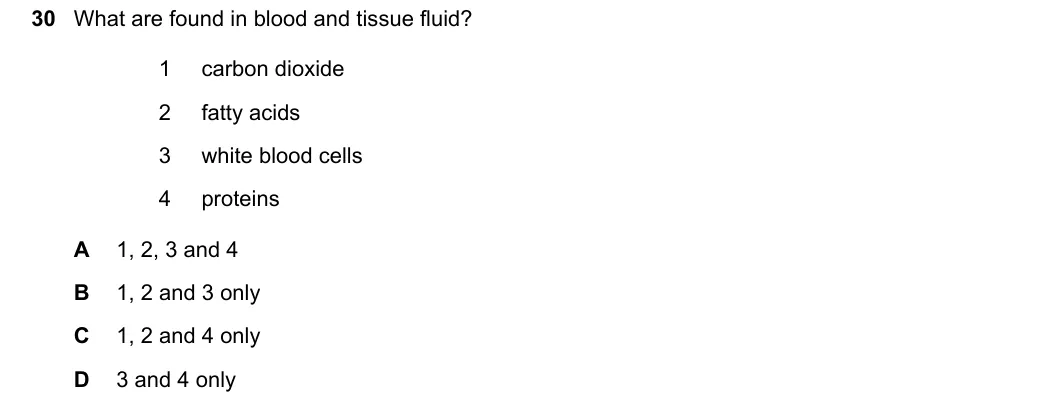 30 What are found in blood and tissue fluid?
1 carbon dioxide
2 fatty acids
3 white blood cells
4 proteins
A 1, 2, 3 and 4
B 1, 2 and 3 only
C 1, 2 and 4 only
D 3 and 4 only